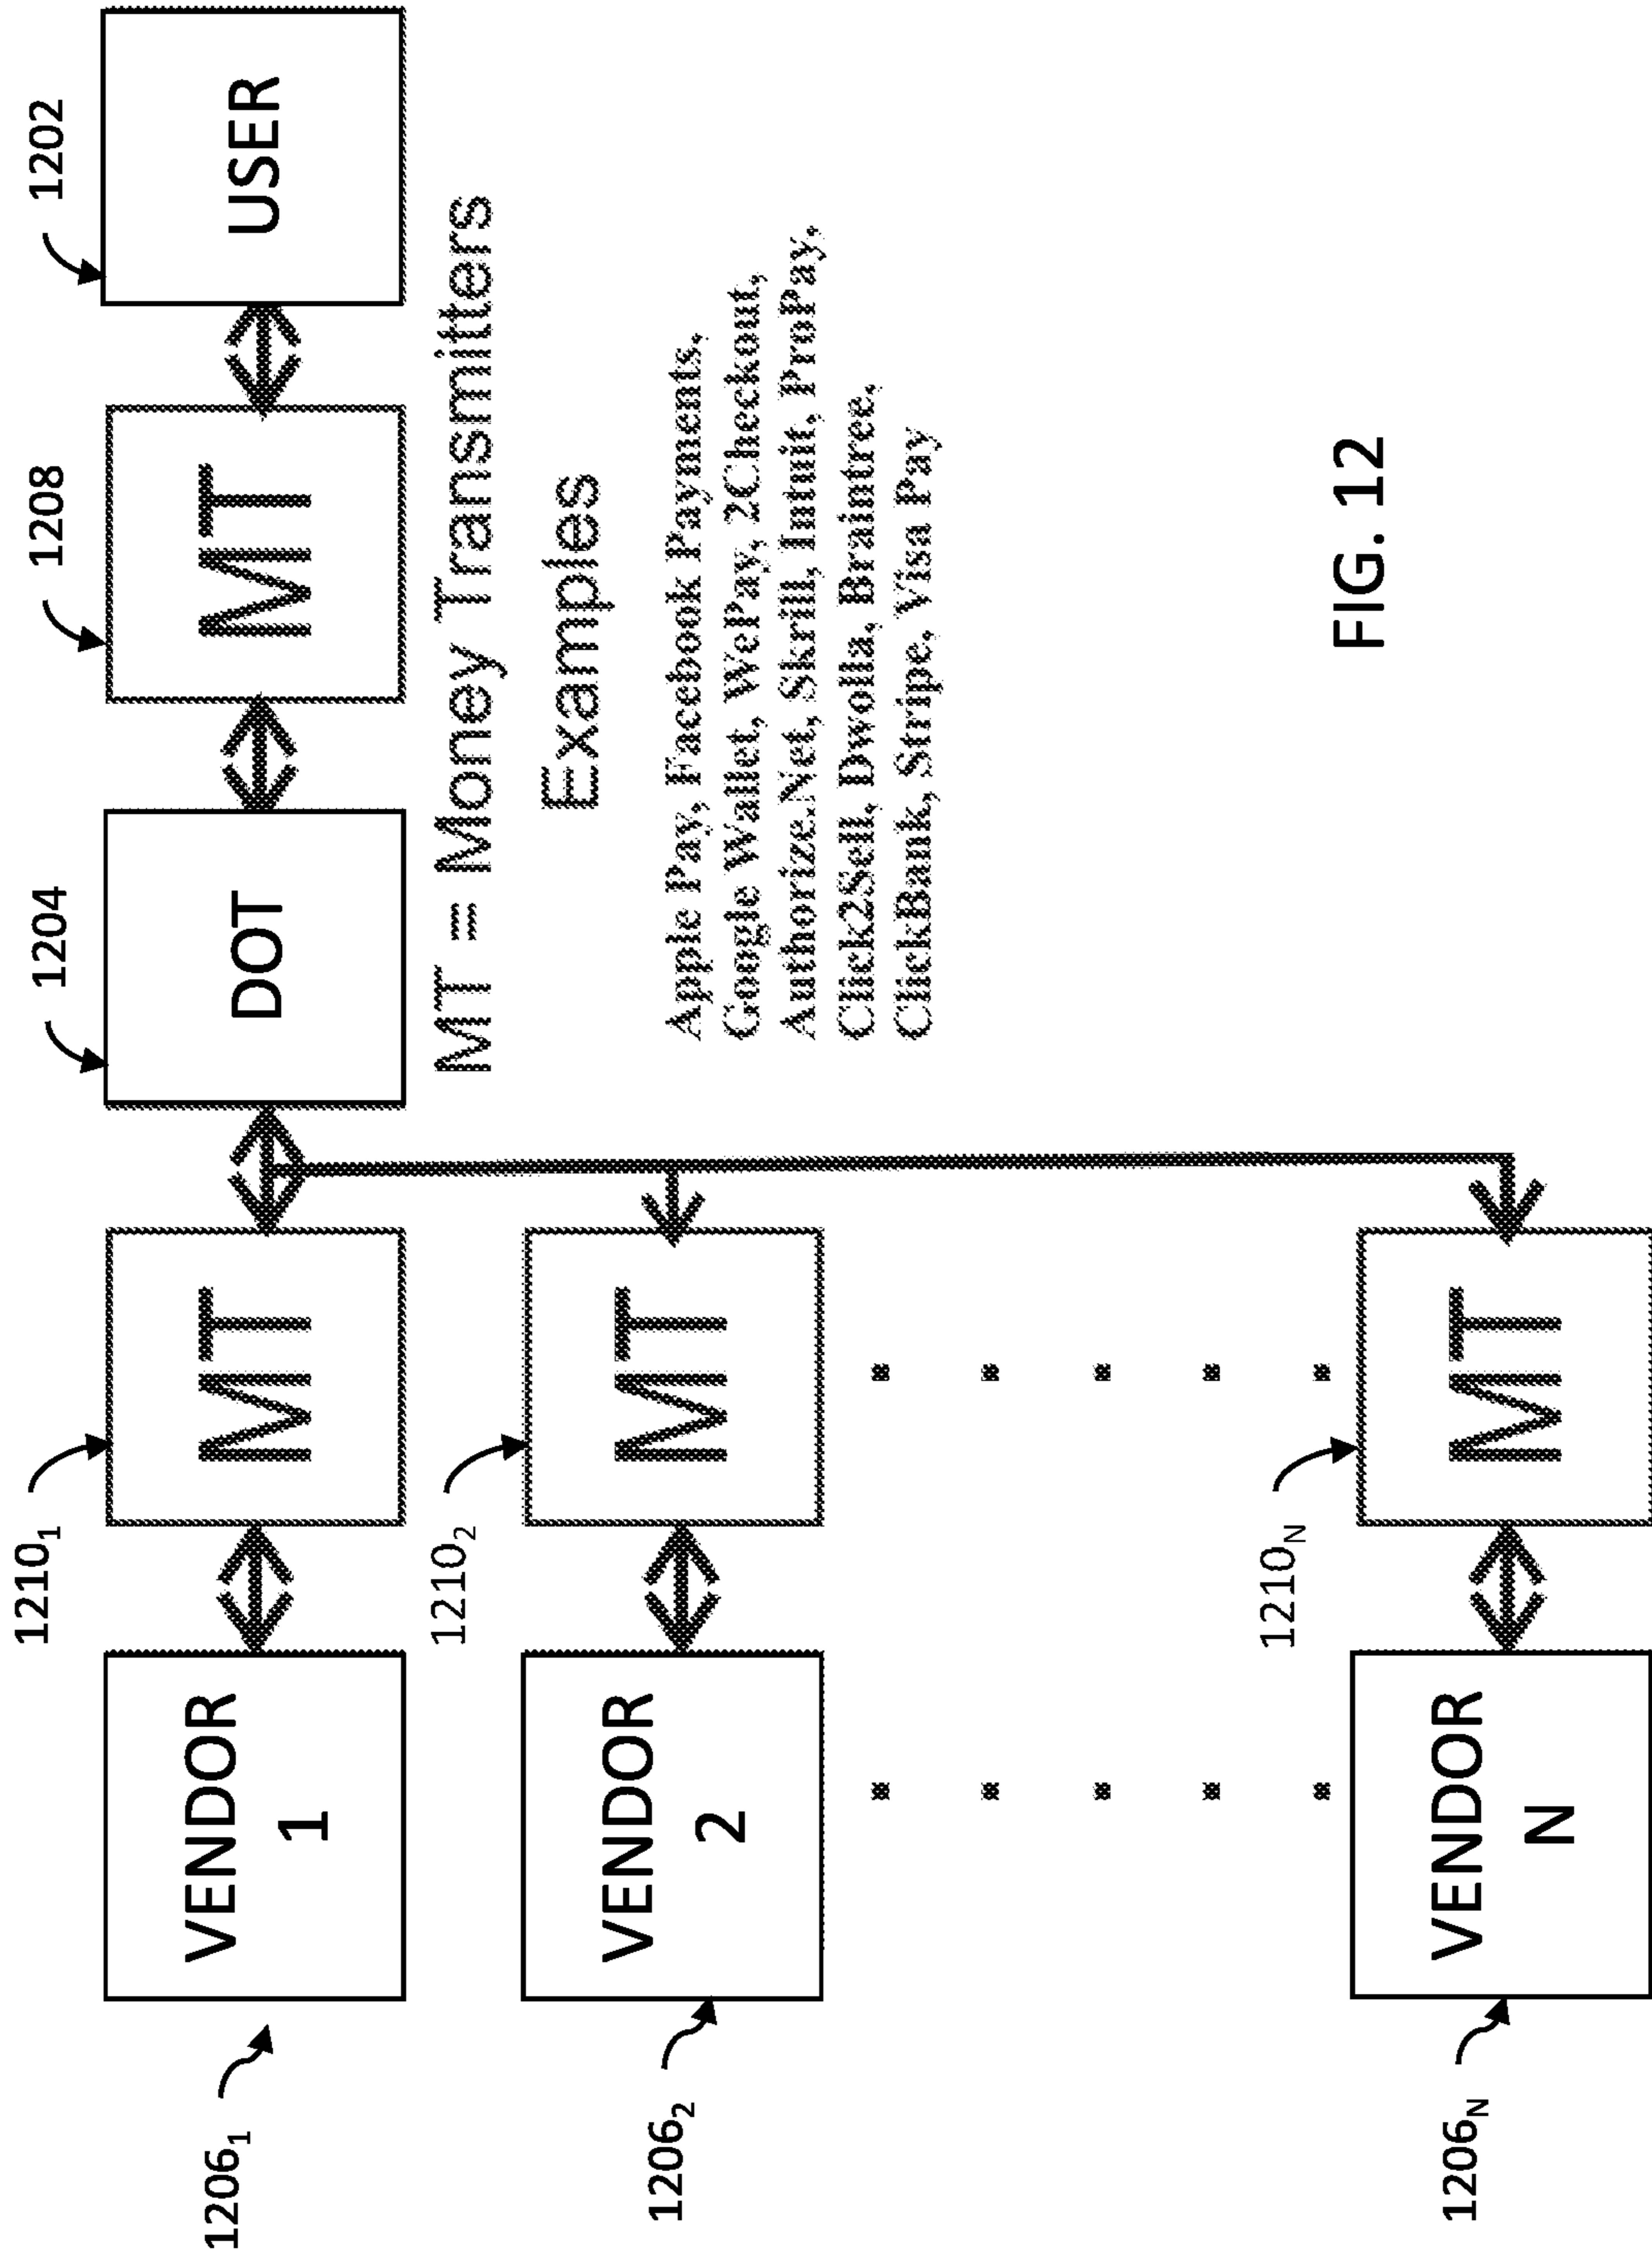 1206₁
1210₁
1204
1208
1202
VENDOR
1
MT
DOT
MT
USER
1206₂
1210₂
VENDOR
2
MT
MT = Money Transmitters
Examples
Apple Pay, Facebook Payments,
Google Wallet, WePay, 2Checkout,
Authorize.Net, Skrill, Intuit, ProPay,
Click2Sell, Dwolla, Braintree,
ClickBank, Stripe, Visa Pay
1206N
1210N
VENDOR
N
MT
FIG. 12